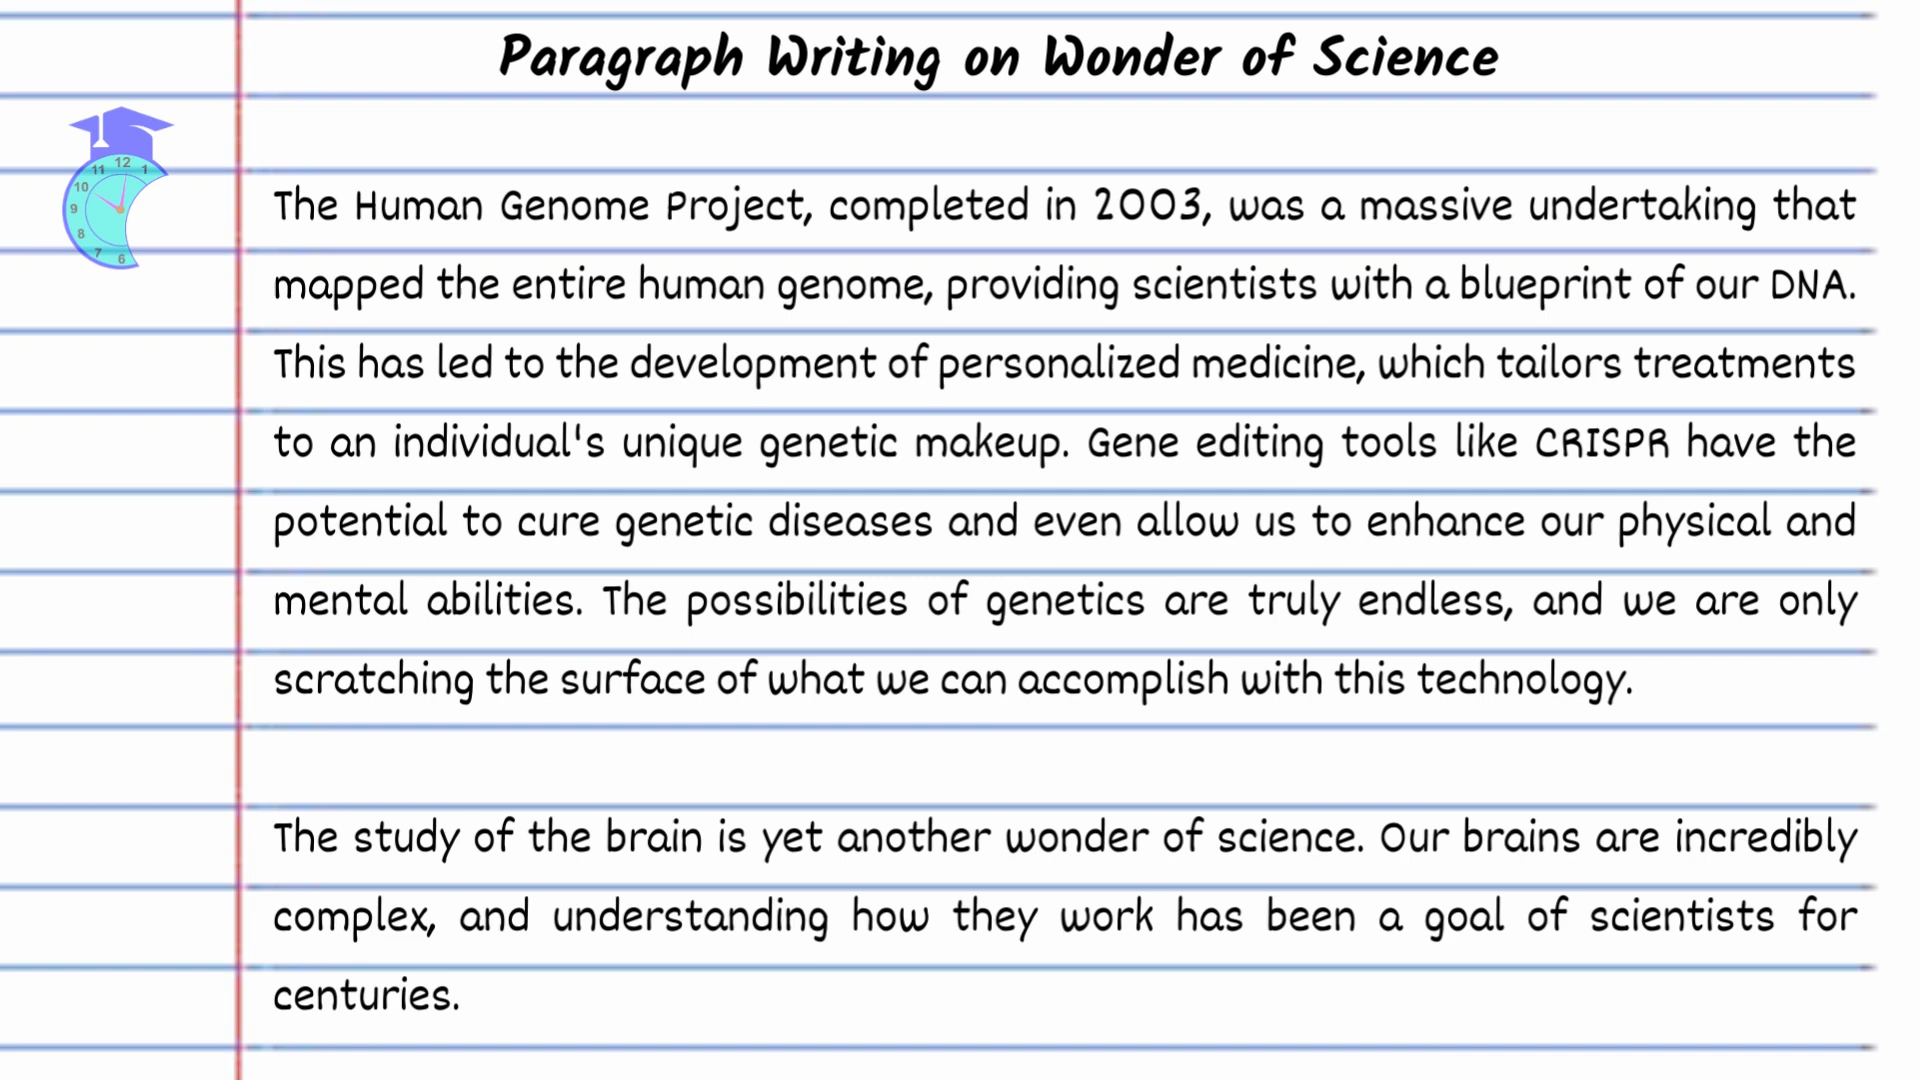 Paragraph Writing on Wonder of Science
12
11 1
10
9
8
7
6
The Human Genome Project, completed in 2003, was a massive undertaking that
mapped the entire human genome, providing scientists with a blueprint of our DNA.
This has led to the development of personalized medicine, which tailors treatments
to an individual's unique genetic makeup. Gene editing tools like CRISPR have the
potential to cure genetic diseases and even allow us to enhance our physical and
mental abilities. The possibilities of genetics are truly endless, and we are only
scratching the surface of what we can accomplish with this technology.
The study of the brain is yet another wonder of science. Our brains are incredibly
complex, and understanding how they work has been a goal of scientists for
centuries.